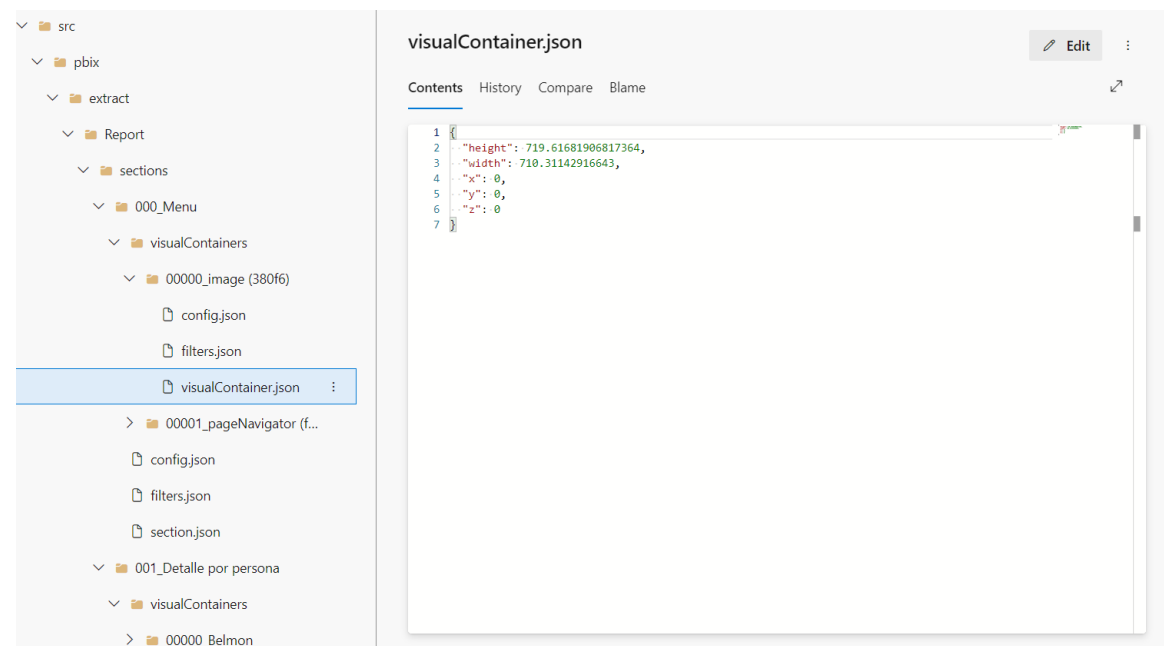 src
pbix
extract
Report
sections
000_Menu
visualContainers
00000_image (380f6)
config.json
filters.json
visualContainer.json
00001_pageNavigator (f...
config.json
filters.json
section.json
001_Detalle por persona
visualContainers
00000 Belmon
visualContainer.json
Edit
Contents History Compare Blame
1 {
2 "height": 719.61681906817364,
3 "width": 710.31142916643,
4 "x": 0,
5 "y": 0,
6 "z": 0
7 }